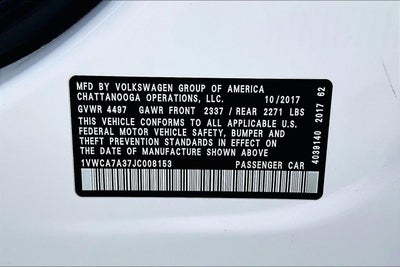 MFD BY VOLKSWAGEN GROUP OF AMERICA
CHATTANOOGA OPERATIONS, LLC. 10/2017
GVWR 4497 GAWR FRONT 2337 / REAR 2271 LBS
THIS VEHICLE CONFORMS TO ALL APPLICABLE U.S.
FEDERAL MOTOR VEHICLE SAFETY, BUMPER AND
THEFT PREVENTION STANDARDS IN EFFECT ON THE
DATE OF MANUFACTURE SHOWN ABOVE.
1VWCA7A37JC008153 PASSENGER CAR
4039140 2017 62